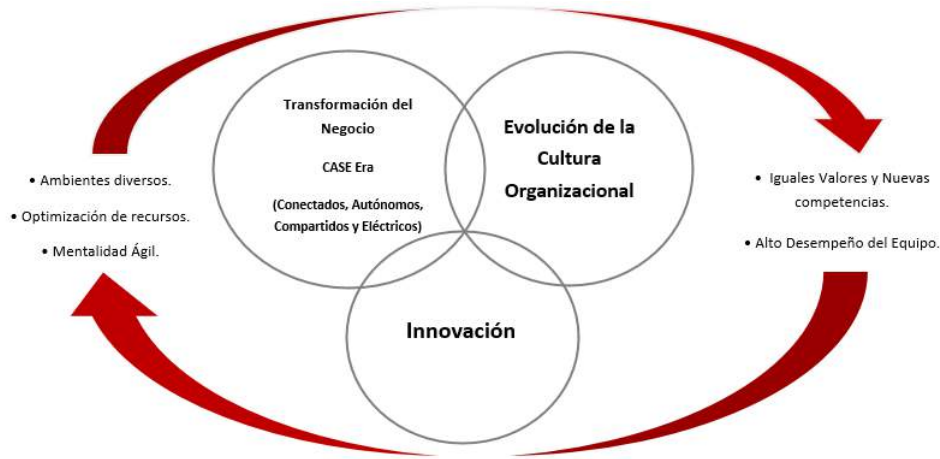 Transformación del
Negocio
CASE Era
(Conectados, Autónomos,
Compartidos y Eléctricos)
Evolución de la
Cultura
Organizacional
Innovación
• Ambientes diversos.
• Optimización de recursos.
• Mentalidad Ágil.
• Iguales Valores y Nuevas
competencias.
• Alto Desempeño del Equipo.